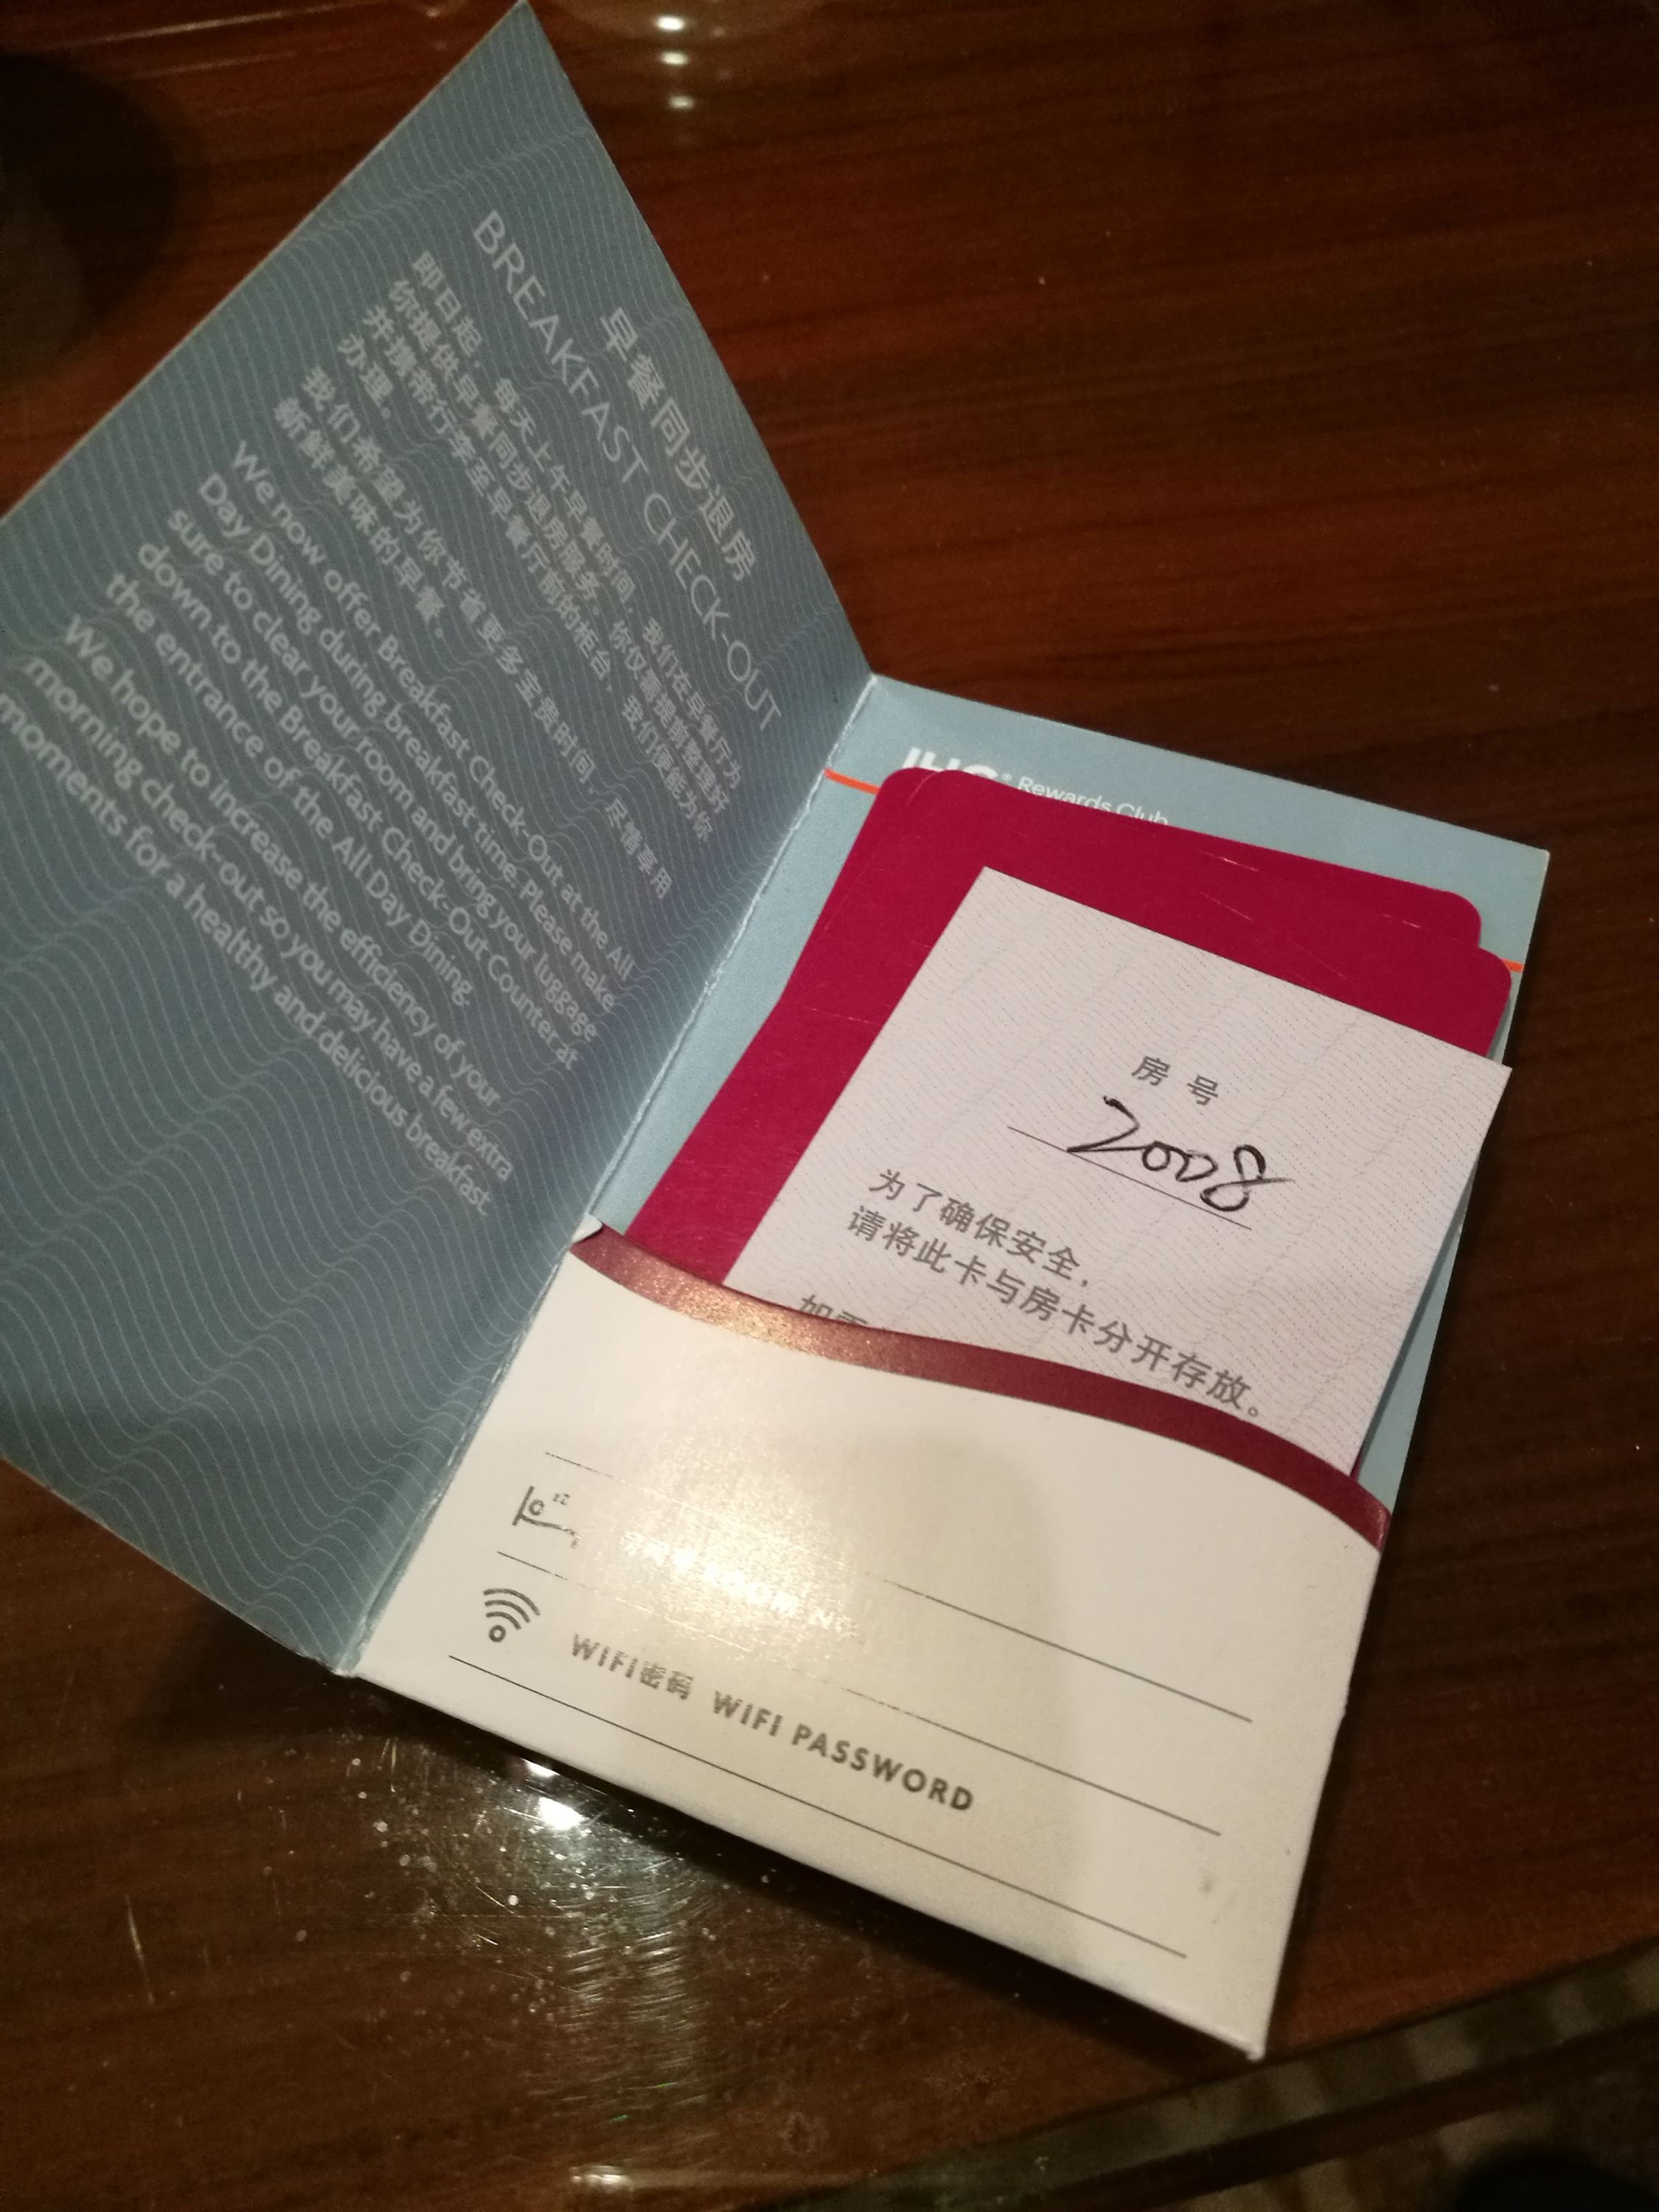 早餐同步退房
BREAKFAST CHECK-OUT
即日起，每天上午早餐时间，我们在早餐厅为
你提供早餐同步退房服务。你仅需提前整理好
并携带行李至早餐厅前的柜台，我们便能为你
办理。
我们希望为你节省更多宝贵时间，尽情享用
新鲜美味的早餐。
We now offer Breakfast Check-Out at the All
Day Dining during breakfast time. Please make
sure to clear your room and bring your luggage
down to the Breakfast Check-Out Counter at
the entrance of the All Day Dining.
We hope to increase the efficiency of your
morning check-out so you may have a few extra
moments for a healthy and delicious breakfast.
IHG® Rewards Club
房号
2008
为了确保安全,
请将此卡与房卡分开存放。
zZ
ROOM NO
WIFI密码 WIFI PASSWORD